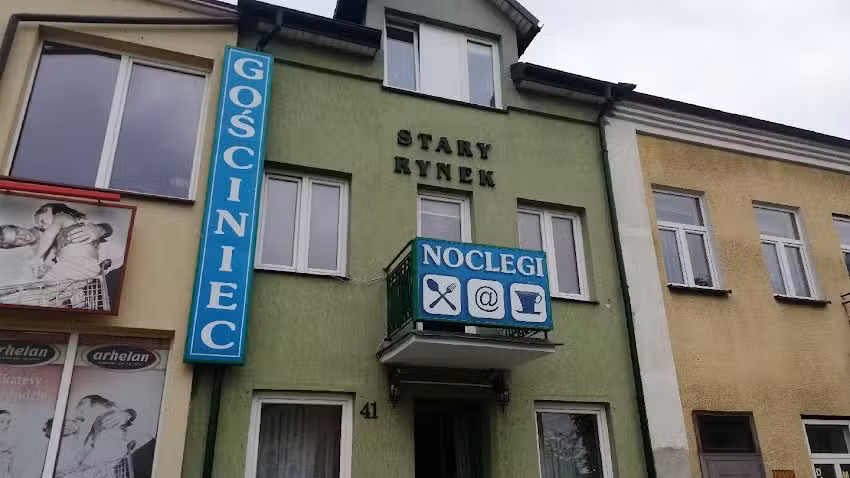 GOŚCINIEC
STARY
RYNEK
NOCLEGI
@
41
arhelan
arhelan